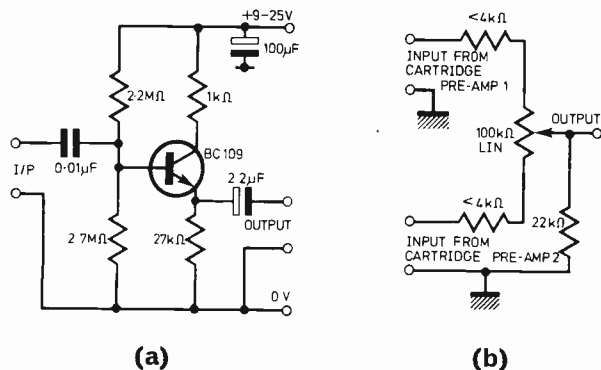 +9-25V
100µF
2·2MΩ
1kΩ
BC109
I/P
0·01µF
2 2µF
OUTPUT
2 7MΩ
27kΩ
0V
(a)
<4kΩ
INPUT FROM
CARTRIDGE
PRE-AMP 1
OUTPUT
100kΩ
LIN
<4kΩ
22kΩ
INPUT FROM
CARTRIDGE PRE-AMP 2
(b)